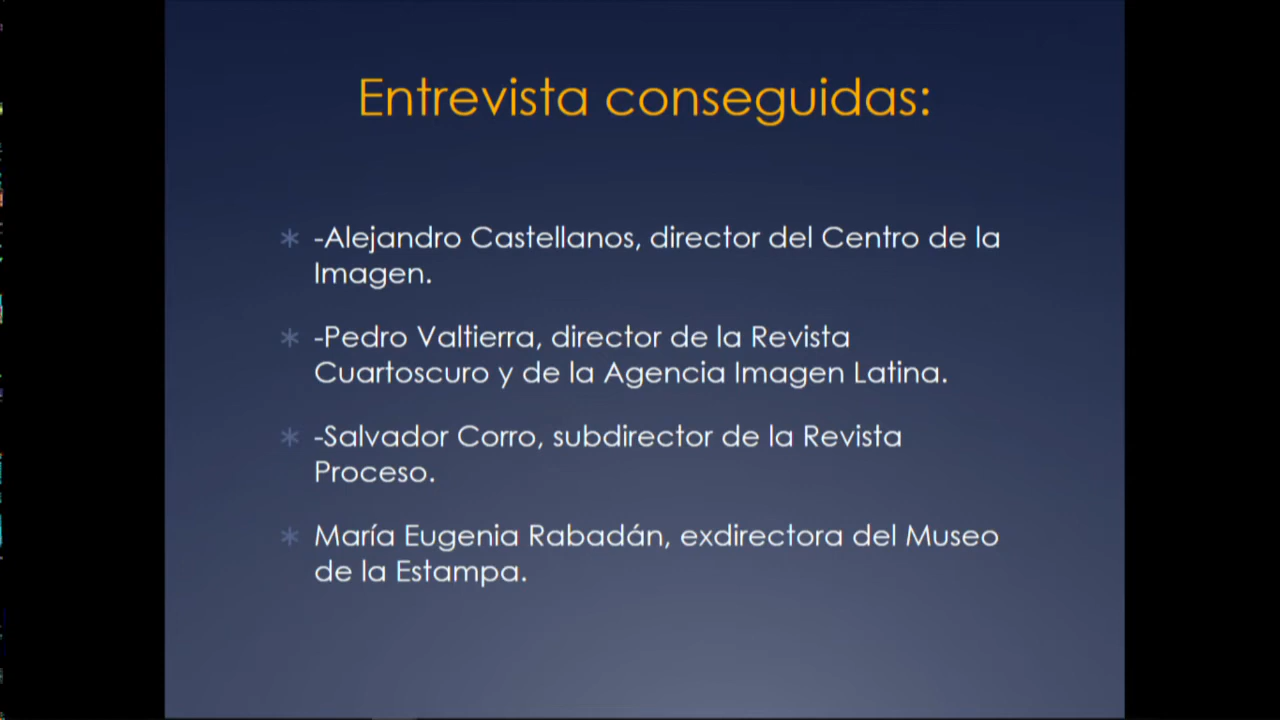 Entrevista conseguidas:
-Alejandro Castellanos, director del Centro de la
Imagen.
-Pedro Valtierra, director de la Revista
Cuartoscuro y de la Agencia Imagen Latina.
-Salvador Corro, subdirector de la Revista
Proceso.
María Eugenia Rabadán, exdirectora del Museo
de la Estampa.